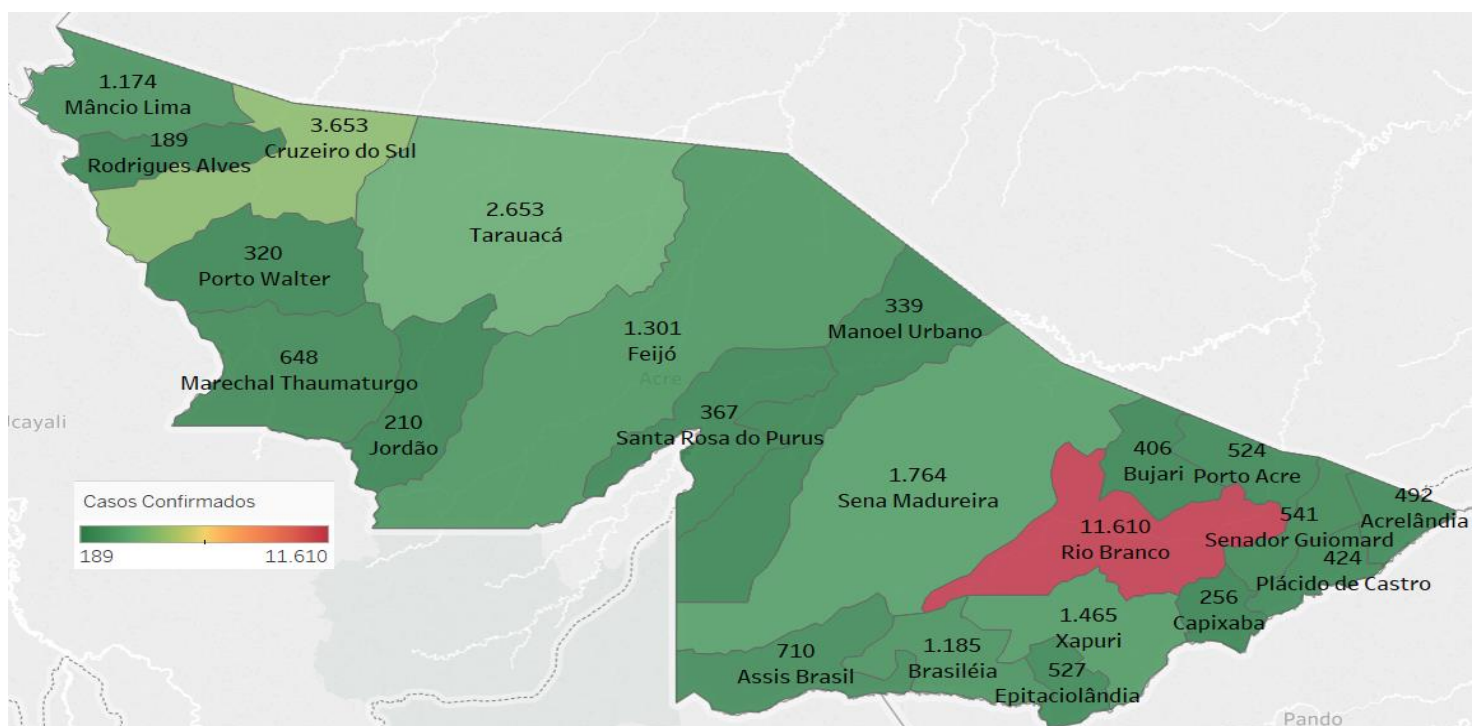 1.174
Mâncio Lima
189
Rodrigues Alves
3.653
Cruzeiro do Sul
2.653
Tarauacá
320
Porto Walter
648
Marechal Thaumaturgo
210
Jordão
1.301
Feijó
Acre
339
Manoel Urbano
367
Santa Rosa do Purus
1.764
Sena Madureira
406
Bujari
524
Porto Acre
492
Acrelândia
541
Senador Guiomard
424
Plácido de Castro
11.610
Rio Branco
256
Capixaba
1.465
Xapuri
1.185
Brasiléia
710
Assis Brasil
527
Epitaciolândia
Ucayali
Casos Confirmados
189 11.610
Pando